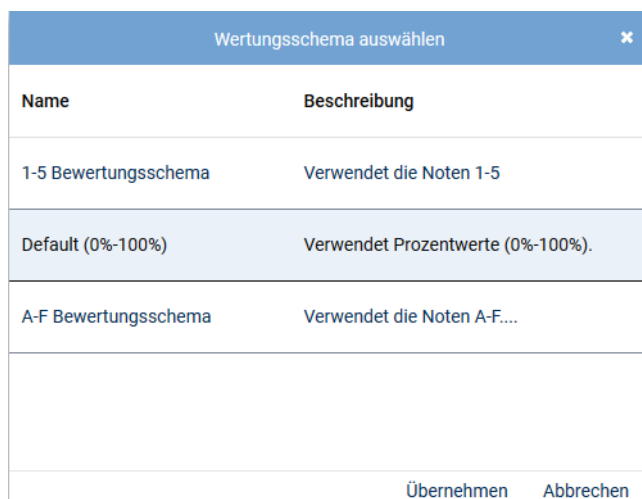 Wertungsschema auswählen
Name Beschreibung
1-5 Bewertungsschema Verwendet die Noten 1-5
Default (0%-100%) Verwendet Prozentwerte (0%-100%).
A-F Bewertungsschema Verwendet die Noten A-F....
Übernehmen Abbrechen